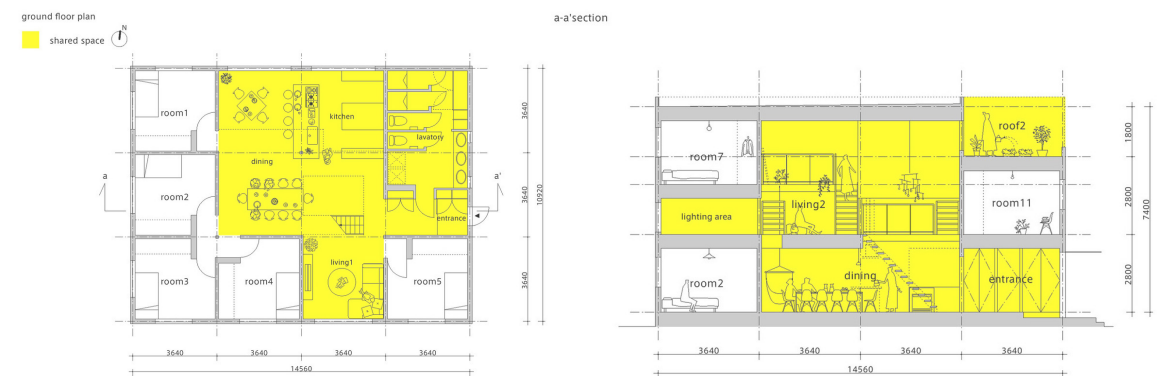 ground floor plan
shared space
N
room1
kitchen
lavatory
dining
room2
entrance
a
a'
living1
room3
room4
room5
3640
3640
3640
10920
3640
3640
3640
3640
14560
a-a'section
roof2
room7
living2
room11
lighting area
dining
room2
entrance
1800
2800
2800
7400
3640
3640
3640
3640
14560